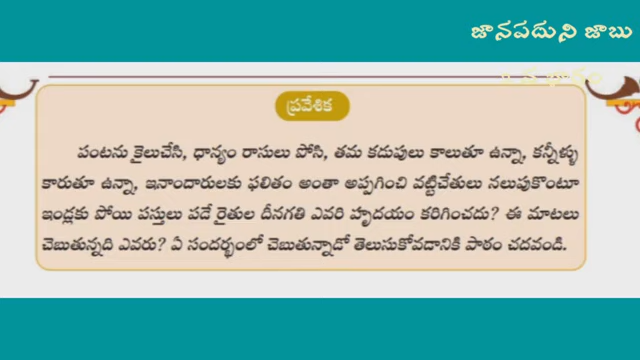 జానపదుని జాబు
ప్రవేశిక
పంటను కైలుచేసి, ధాన్యం రాసులు పోసి, తమ కడుపులు కాలుతూ ఉన్నా, కన్నీళ్ళు
కారుతూ ఉన్నా, ఇనాందారులకు ఫలితం అంతా అప్పగించి వట్టిచేతులు నలుపుకొంటూ
ఇండ్లకు పోయి పస్తులు పడే రైతుల దీనగతి ఎవరి హృదయం కరిగించదు? ఈ మాటలు
చెబుతున్నది ఎవరు? ఏ సందర్భంలో చెబుతున్నాడో తెలుసుకోవడానికి పాఠం చదవండి.